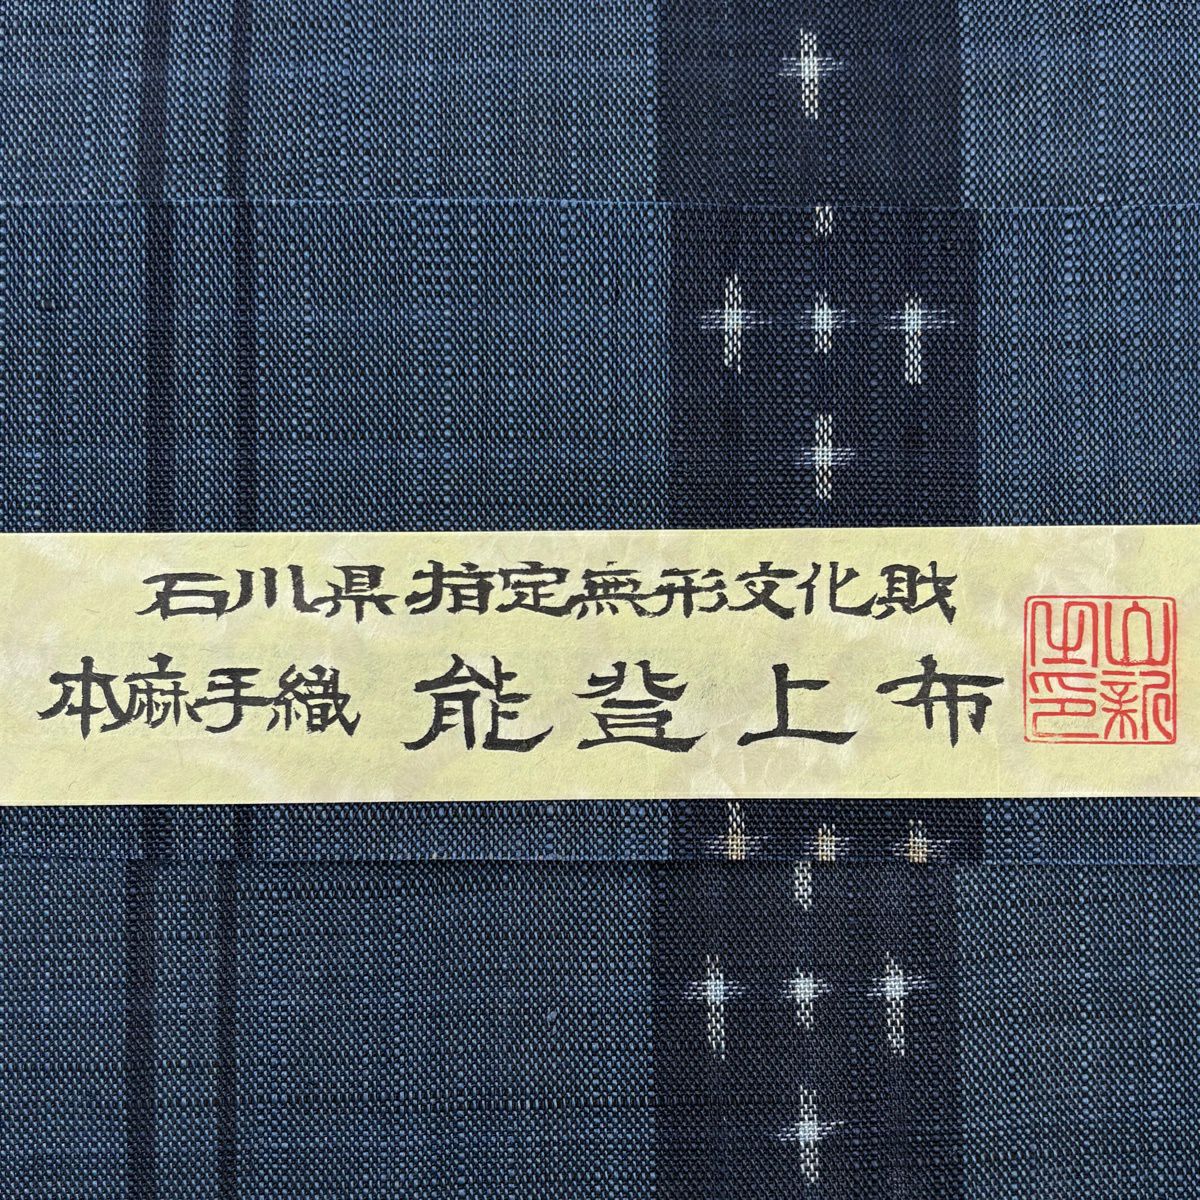 石川県指定無形文化財
本麻手織 能登上布